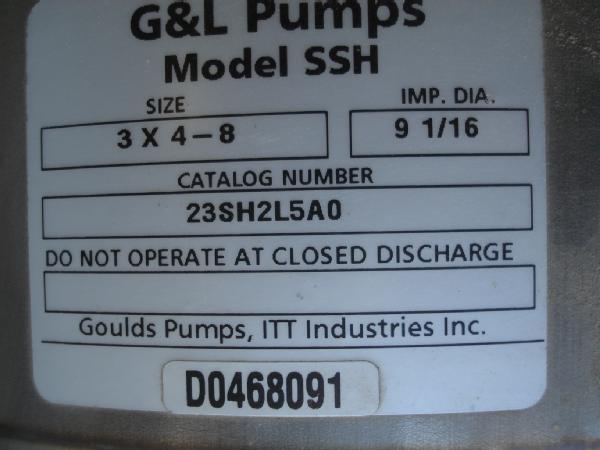 G&L Pumps
Model SSH
SIZE
IMP. DIA.
3 X 4-8
9 1/16
CATALOG NUMBER
23SH2L5A0
DO NOT OPERATE AT CLOSED DISCHARGE
Goulds Pumps, ITT Industries Inc.
D0468091